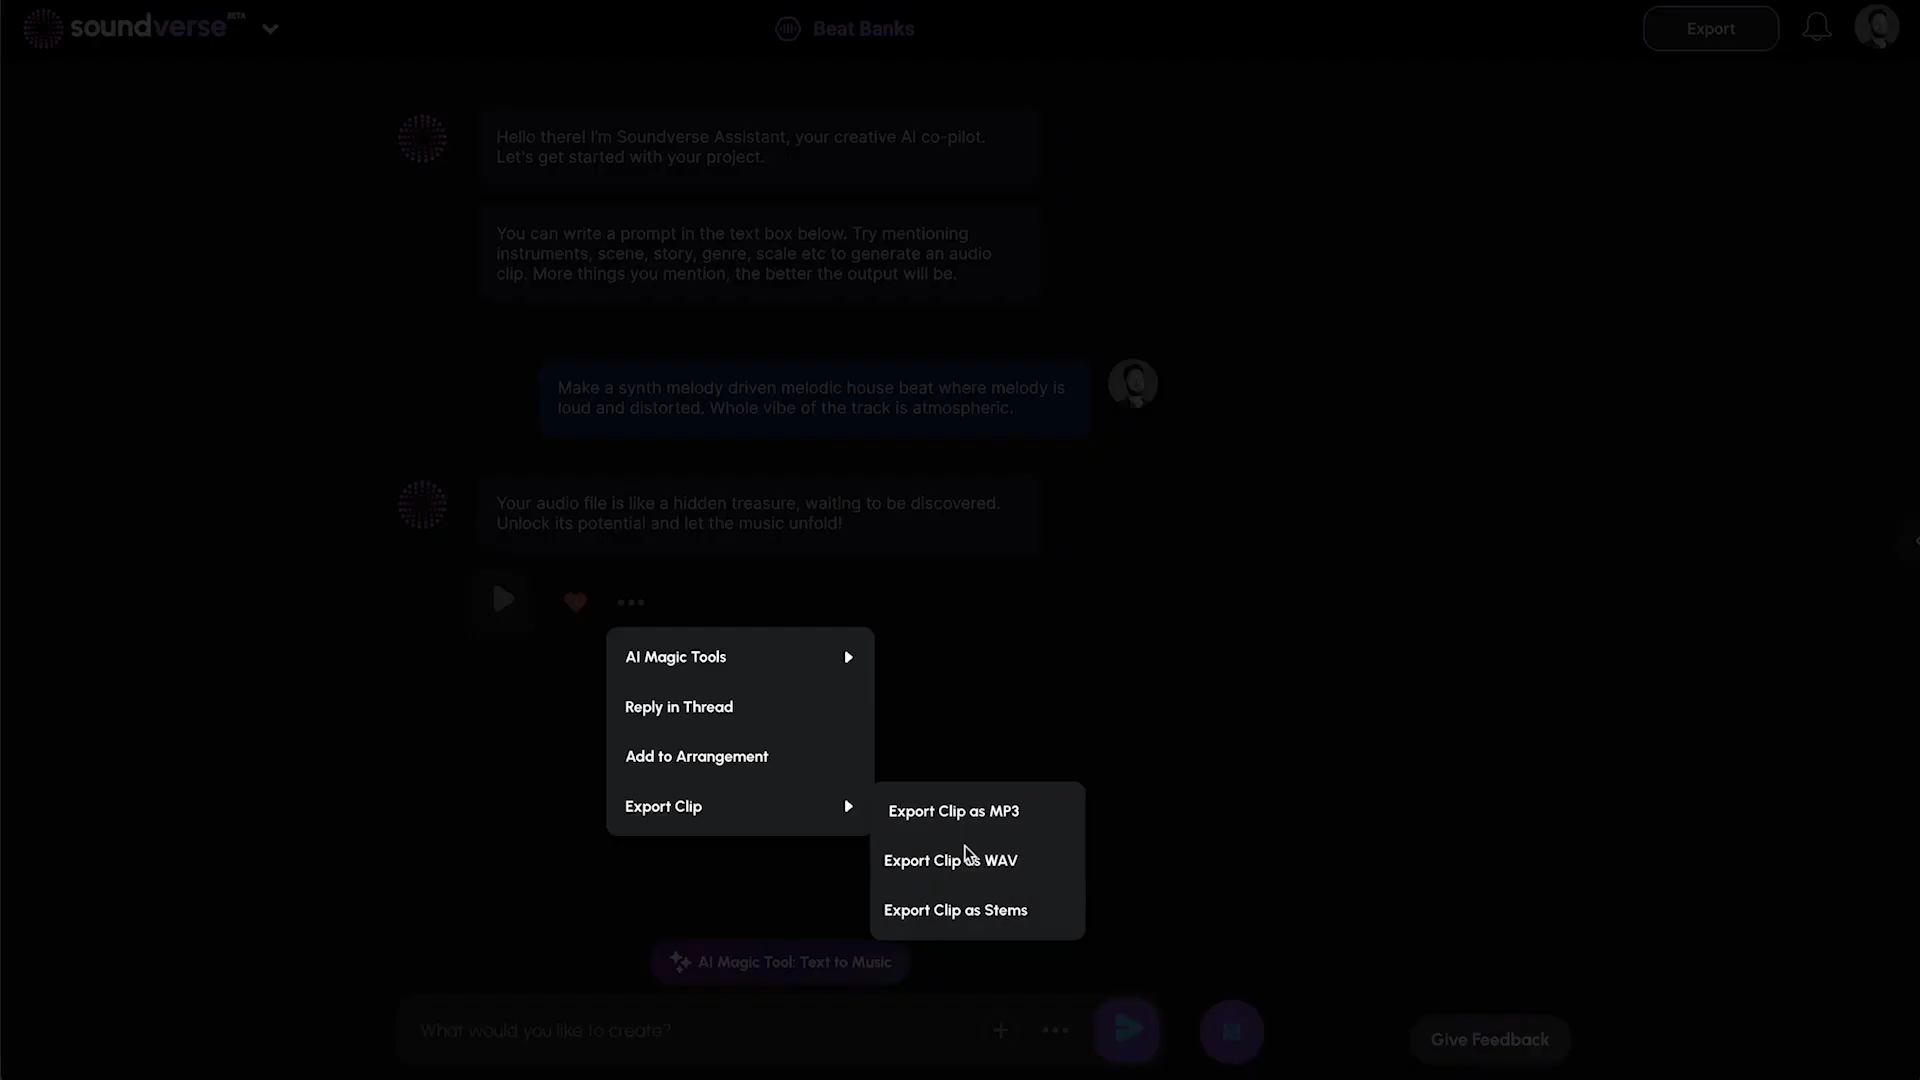 soundverse BETA
Beat Banks
Export
Hello there! I'm Soundverse Assistant, your creative AI co-pilot.
Let's get started with your project.
You can write a prompt in the text box below. Try mentioning
instruments, scene, story, genre, scale etc to generate an audio
clip. More things you mention, the better the output will be.
Make a synth melody driven melodic house beat where melody is
loud and distorted. Whole vibe of the track is atmospheric.
Your audio file is like a hidden treasure, waiting to be discovered.
Unlock its potential and let the music unfold!
AI Magic Tools
Reply in Thread
Add to Arrangement
Export Clip
Export Clip as MP3
Export Clip as WAV
Export Clip as Stems
AI Magic Tool: Text to Music
What would you like to create?
Give Feedback